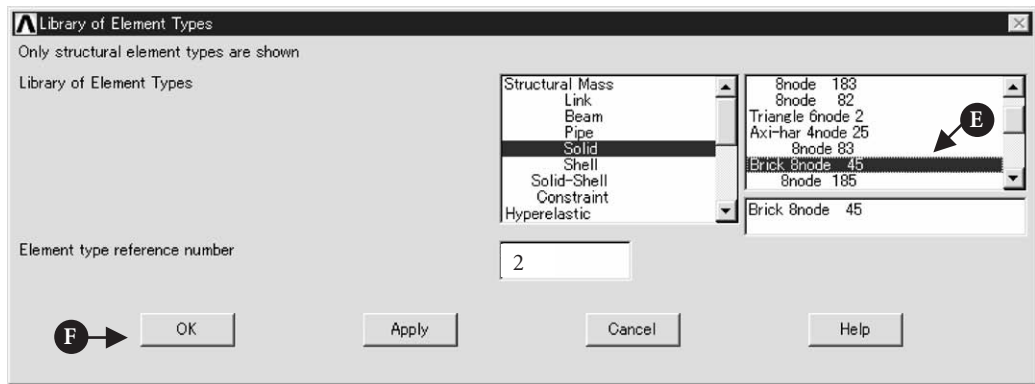 Library of Element Types
Only structural element types are shown
Library of Element Types
Structural Mass
Link
Beam
Pipe
Solid
Shell
Solid-Shell
Constraint
Hyperelastic
8node 183
8node 82
Triangle 6node 2
Axi-har 4node 25
8node 83
Brick 8node 45
8node 185
Brick 8node 45
E
Element type reference number
2
F
OK
Apply
Cancel
Help